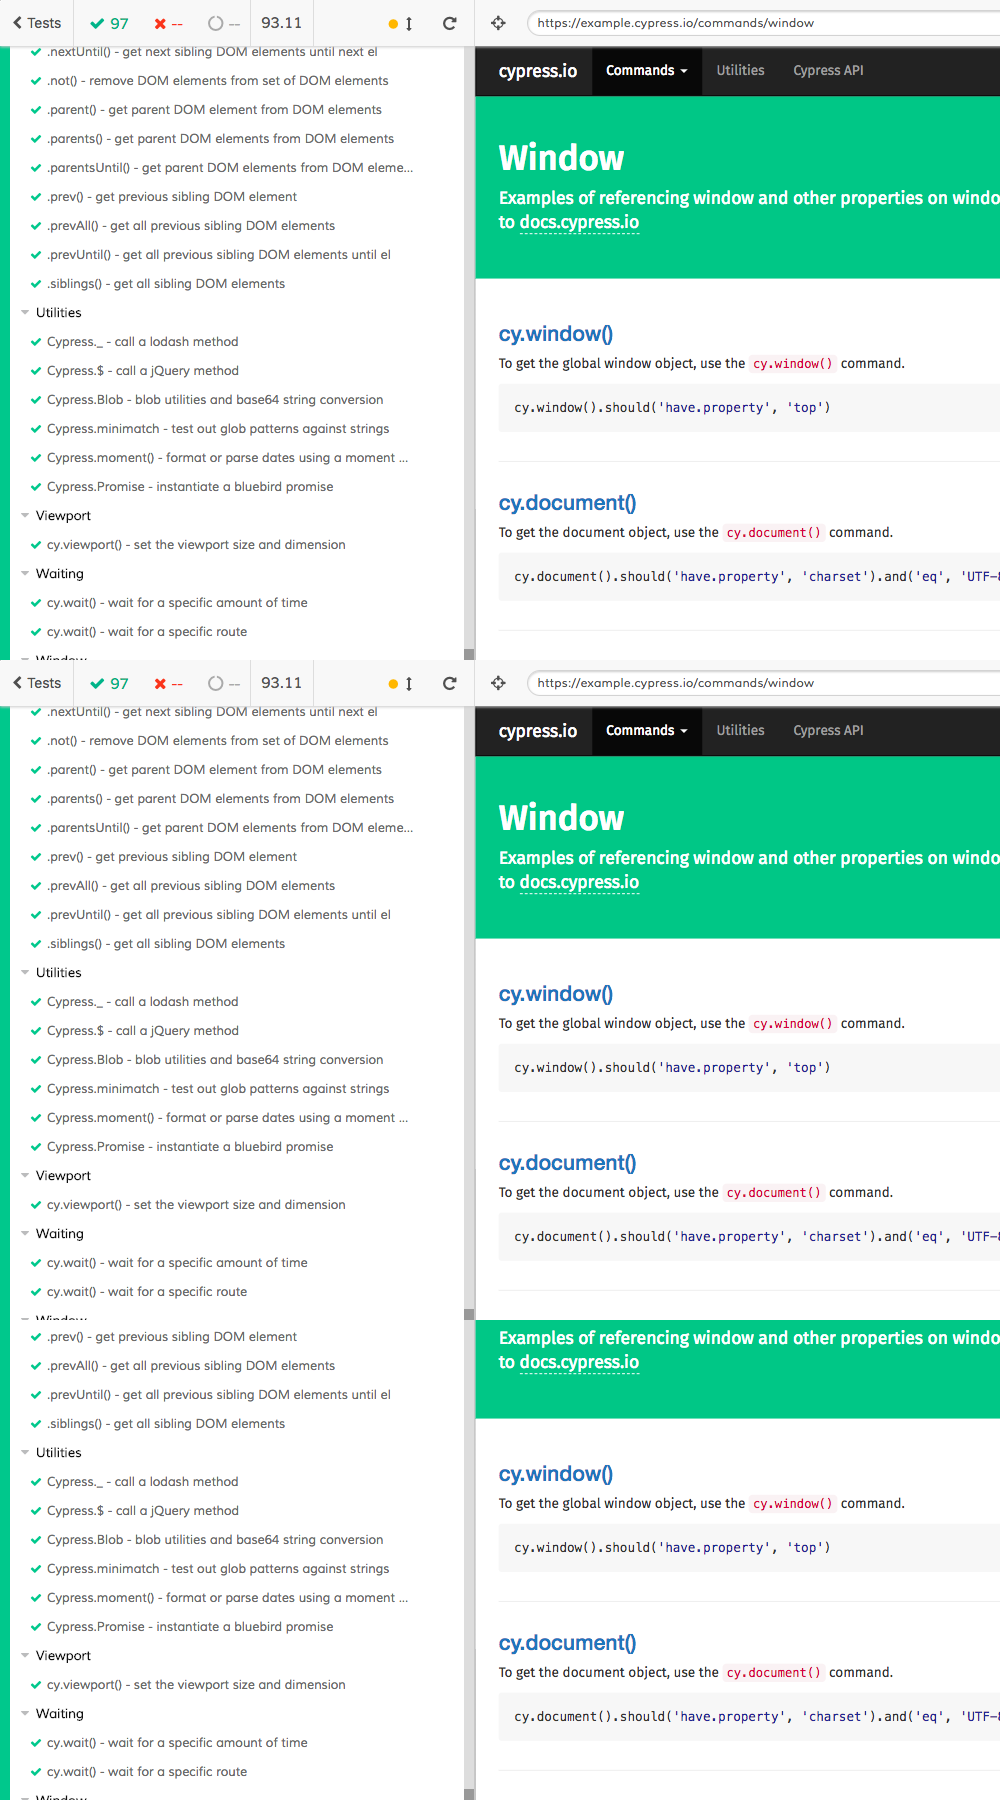 Tests 97 -- -- 93.11
.nextUntil() - get next sibling DOM elements until next el
.not() - remove DOM elements from set of DOM elements
.parent() - get parent DOM element from DOM elements
.parents() - get parent DOM elements from DOM elements
.parentsUntil() - get parent DOM elements from DOM eleme...
.prev() - get previous sibling DOM element
.prevAll() - get all previous sibling DOM elements
.prevUntil() - get all previous sibling DOM elements until el
.siblings() - get all sibling DOM elements
Utilities
Cypress._ - call a lodash method
Cypress.$ - call a jQuery method
Cypress.Blob - blob utilities and base64 string conversion
Cypress.minimatch - test out glob patterns against strings
Cypress.moment() - format or parse dates using a moment ...
Cypress.Promise - instantiate a bluebird promise
Viewport
cy.viewport() - set the viewport size and dimension
Waiting
cy.wait() - wait for a specific amount of time
cy.wait() - wait for a specific route
Window
https://example.cypress.io/commands/window
cypress.io Commands Utilities Cypress API
Window
Examples of referencing window and other properties on windo
to docs.cypress.io
cy.window()
To get the global window object, use the cy.window() command.
cy.window().should('have.property', 'top')
cy.document()
To get the document object, use the cy.document() command.
cy.document().should('have.property', 'charset').and('eq', 'UTF-8
Tests 97 -- -- 93.11
.nextUntil() - get next sibling DOM elements until next el
.not() - remove DOM elements from set of DOM elements
.parent() - get parent DOM element from DOM elements
.parents() - get parent DOM elements from DOM elements
.parentsUntil() - get parent DOM elements from DOM eleme...
.prev() - get previous sibling DOM element
.prevAll() - get all previous sibling DOM elements
.prevUntil() - get all previous sibling DOM elements until el
.siblings() - get all sibling DOM elements
Utilities
Cypress._ - call a lodash method
Cypress.$ - call a jQuery method
Cypress.Blob - blob utilities and base64 string conversion
Cypress.minimatch - test out glob patterns against strings
Cypress.moment() - format or parse dates using a moment ...
Cypress.Promise - instantiate a bluebird promise
Viewport
cy.viewport() - set the viewport size and dimension
Waiting
cy.wait() - wait for a specific amount of time
cy.wait() - wait for a specific route
Window
https://example.cypress.io/commands/window
cypress.io Commands Utilities Cypress API
Window
Examples of referencing window and other properties on windo
to docs.cypress.io
cy.window()
To get the global window object, use the cy.window() command.
cy.window().should('have.property', 'top')
cy.document()
To get the document object, use the cy.document() command.
cy.document().should('have.property', 'charset').and('eq', 'UTF-8
.prev() - get previous sibling DOM element
.prevAll() - get all previous sibling DOM elements
.prevUntil() - get all previous sibling DOM elements until el
.siblings() - get all sibling DOM elements
Utilities
Cypress._ - call a lodash method
Cypress.$ - call a jQuery method
Cypress.Blob - blob utilities and base64 string conversion
Cypress.minimatch - test out glob patterns against strings
Cypress.moment() - format or parse dates using a moment ...
Cypress.Promise - instantiate a bluebird promise
Viewport
cy.viewport() - set the viewport size and dimension
Waiting
cy.wait() - wait for a specific amount of time
cy.wait() - wait for a specific route
Window
Examples of referencing window and other properties on windo
to docs.cypress.io
cy.window()
To get the global window object, use the cy.window() command.
cy.window().should('have.property', 'top')
cy.document()
To get the document object, use the cy.document() command.
cy.document().should('have.property', 'charset').and('eq', 'UTF-8